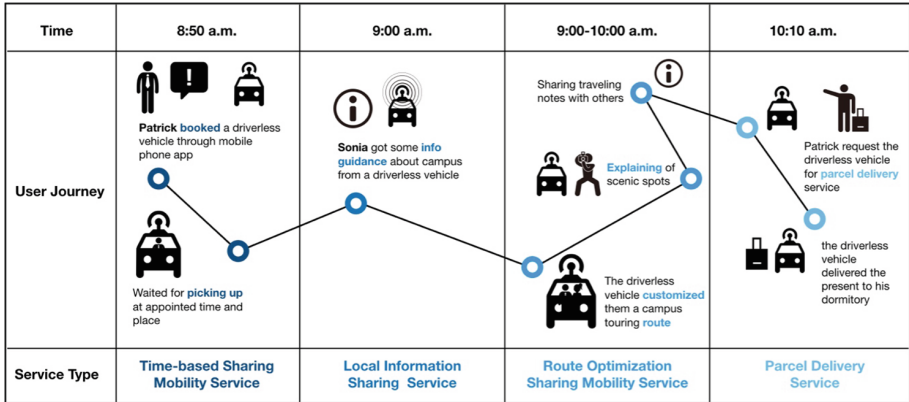 Time
8:50 a.m.
9:00 a.m.
9:00-10:00 a.m.
10:10 a.m.
User Journey
Patrick booked a driverless
vehicle through mobile
phone app
Waited for picking up
at appointed time and
place
Sonia got some info
guidance about campus
from a driverless vehicle
Sharing traveling
notes with others
Explaining of
scenic spots
The driverless
vehicle customized
them a campus
touring route
Patrick request the
driverless vehicle
for parcel delivery
service
the driverless
vehicle
delivered the
present to his
dormitory
Service Type
Time-based Sharing
Mobility Service
Local Information
Sharing Service
Route Optimization
Sharing Mobility Service
Parcel Delivery
Service